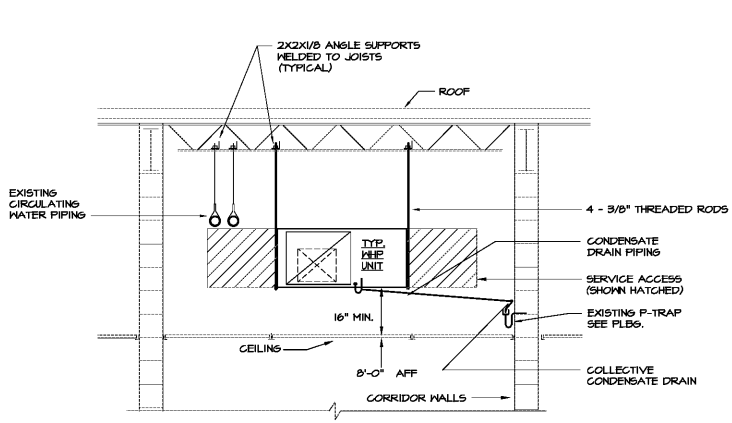 2X2X1/8 ANGLE SUPPORTS
WELDED TO JOISTS
(TYPICAL)
ROOF
EXISTING
CIRCULATING
WATER PIPING
4 - 3/8" THREADED RODS
TYP.
WHP
UNIT
CONDENSATE
DRAIN PIPING
SERVICE ACCESS
(SHOWN HATCHED)
16" MIN.
EXISTING P-TRAP
SEE PLBG.
CEILING
8'-0" AFF
COLLECTIVE
CONDENSATE DRAIN
CORRIDOR WALLS